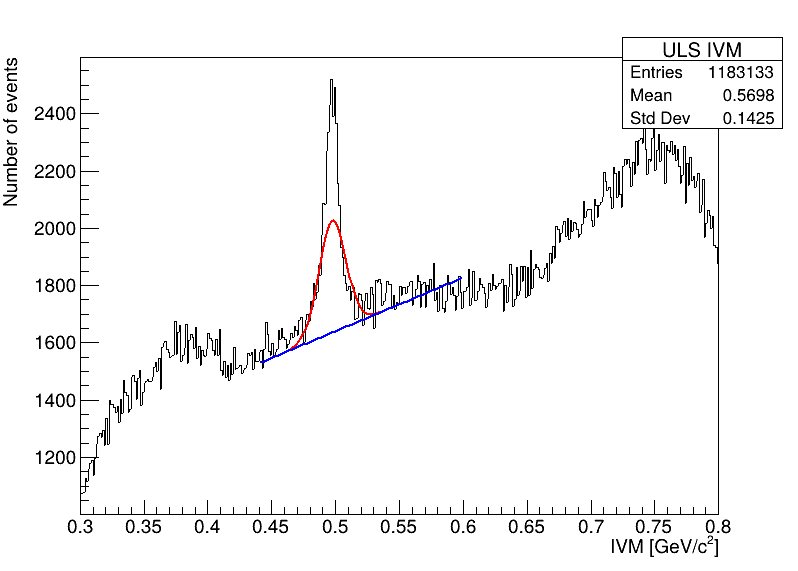 ULS IVM
Entries 1183133
Mean 0.5698
Std Dev 0.1425
Number of events
2400
2200
2000
1800
1600
1400
1200
0.3 0.35 0.4 0.45 0.5 0.55 0.6 0.65 0.7 0.75 0.8
IVM [GeV/c²]